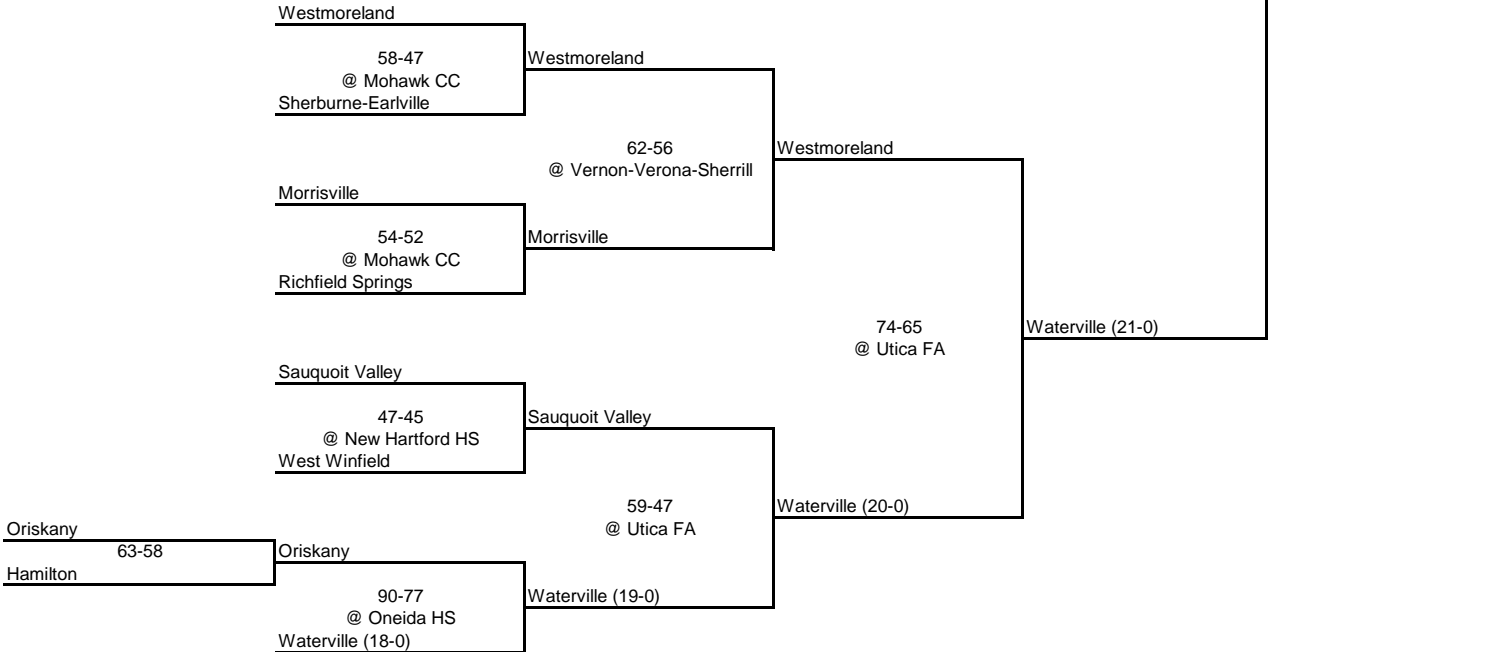 Westmoreland
58-47
@ Mohawk CC
Sherburne-Earlville
Westmoreland
62-56
@ Vernon-Verona-Sherrill
Westmoreland
Morrisville
54-52
@ Mohawk CC
Richfield Springs
Morrisville
74-65
@ Utica FA
Waterville (21-0)
Sauquoit Valley
47-45
@ New Hartford HS
West Winfield
Sauquoit Valley
59-47
@ Utica FA
Waterville (20-0)
Oriskany
63-58
Hamilton
Oriskany
90-77
@ Oneida HS
Waterville (18-0)
Waterville (19-0)